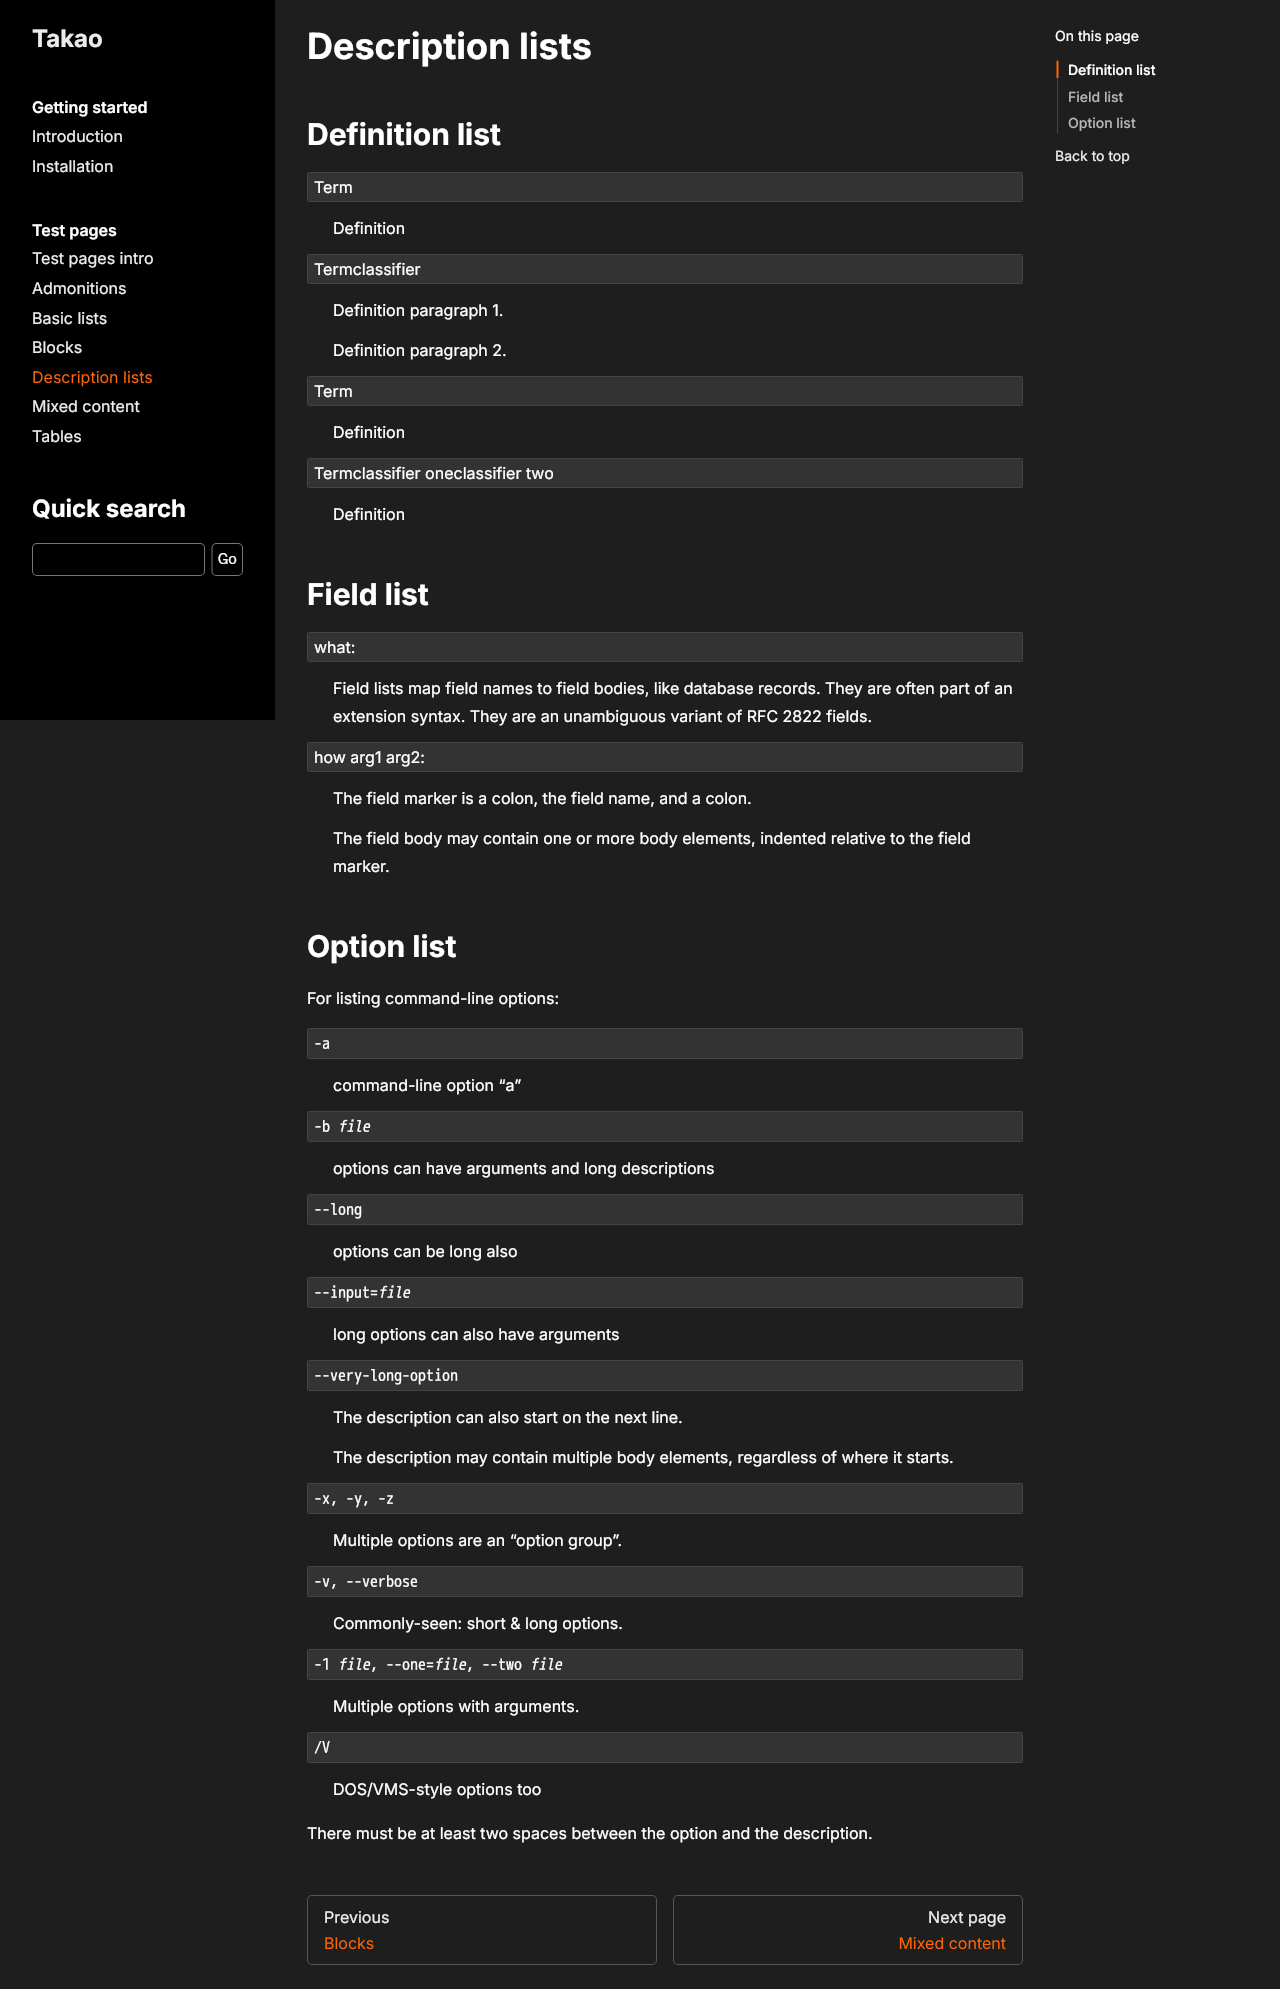 Takao
Getting started
Introduction
Installation
Test pages
Test pages intro
Admonitions
Basic lists
Blocks
Description lists
Mixed content
Tables
Quick search
Go
Description lists
Definition list
Term
Definition
Termclassifier
Definition paragraph 1.
Definition paragraph 2.
Term
Definition
Termclassifier oneclassifier two
Definition
Field list
what:
Field lists map field names to field bodies, like database records. They are often part of an
extension syntax. They are an unambiguous variant of RFC 2822 fields.
how arg1 arg2:
The field marker is a colon, the field name, and a colon.
The field body may contain one or more body elements, indented relative to the field
marker.
Option list
For listing command-line options:
-a
command-line option “a”
-b file
options can have arguments and long descriptions
--long
options can be long also
--input=file
long options can also have arguments
--very-long-option
The description can also start on the next line.
The description may contain multiple body elements, regardless of where it starts.
-x, -y, -z
Multiple options are an “option group”.
-v, --verbose
Commonly-seen: short & long options.
-1 file, --one=file, --two file
Multiple options with arguments.
/V
DOS/VMS-style options too
There must be at least two spaces between the option and the description.
Previous
Blocks
Next page
Mixed content
On this page
Definition list
Field list
Option list
Back to top